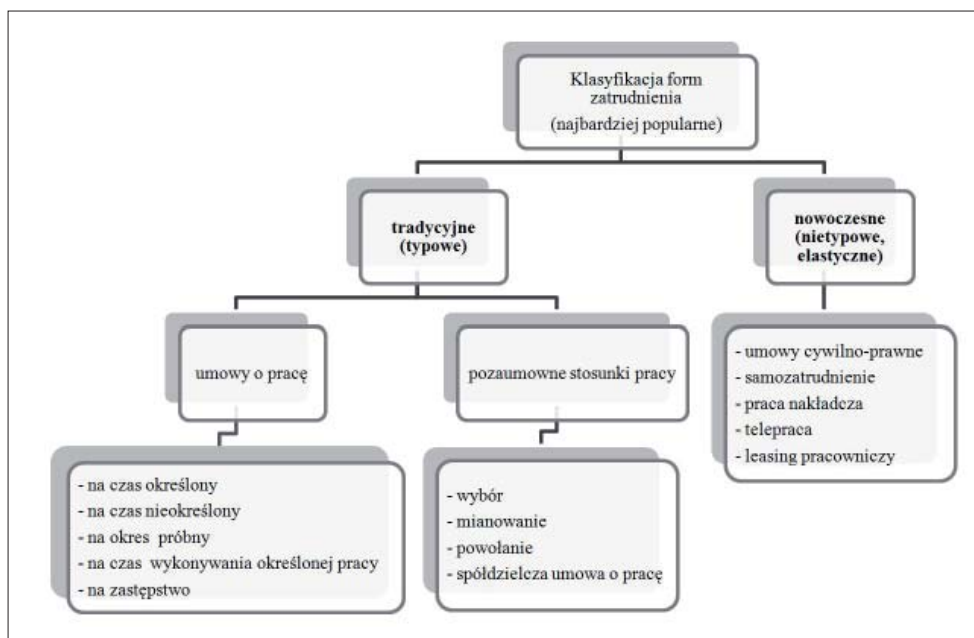 Klasyfikacja form
zatrudnienia
(najbardziej popularne)
tradycyjne
(typowe)
nowoczesne
(nietypowe,
elastyczne)
umowy o pracę
pozaumowne stosunki pracy
- umowy cywilno-prawne
- samozatrudnienie
- praca nakładcza
- telepraca
- leasing pracowniczy
- na czas określony
- na czas nieokreślony
- na okres próbny
- na czas wykonywania określonej pracy
- na zastępstwo
- wybór
- mianowanie
- powołanie
- spółdzielcza umowa o pracę